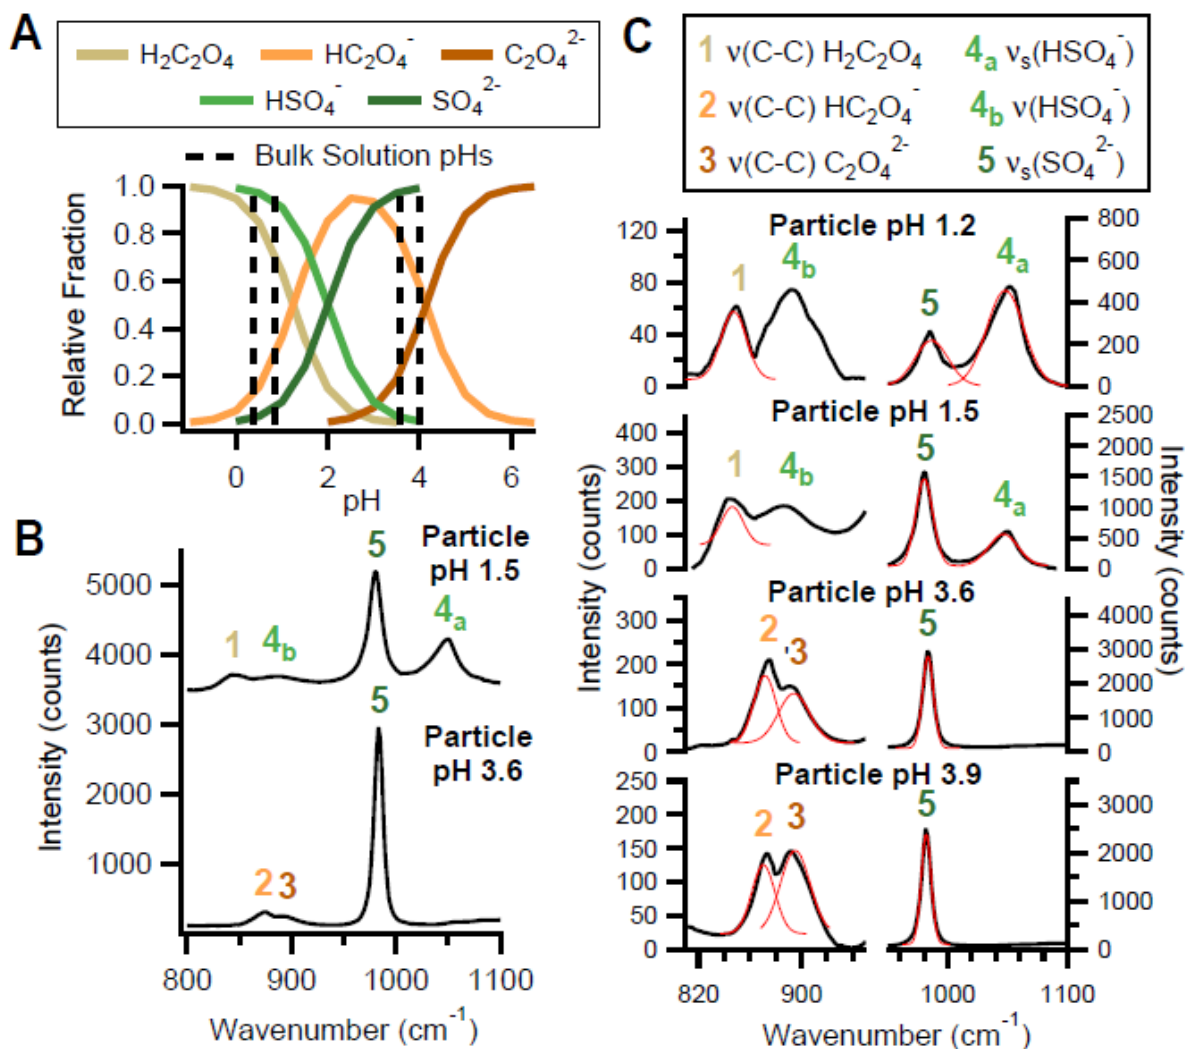 A
H₂C₂O₄ HC₂O₄⁻ C₂O₄²⁻
HSO₄⁻ SO₄²⁻
Bulk Solution pHs
Relative Fraction
1.0
0.8
0.6
0.4
0.2
0.0
0 2 4 6
pH
B
Intensity (counts)
5000
4000
3000
2000
1000
Particle
pH 1.5
1 4b 5 4a
Particle
pH 3.6
2 3 5
800 900 1000 1100
Wavenumber (cm⁻¹)
C
1 ν(C-C) H₂C₂O₄ 4a νs(HSO₄⁻)
2 ν(C-C) HC₂O₄⁻ 4b ν(HSO₄⁻)
3 ν(C-C) C₂O₄²⁻ 5 νs(SO₄²⁻)
Intensity (counts)
Intensity (counts)
Particle pH 1.2
120
80
40
0
1 4b 5 4a
800
600
400
200
0
Particle pH 1.5
400
300
200
100
0
1 4b 5 4a
2500
2000
1500
1000
500
0
Particle pH 3.6
300
200
100
0
2 '3 5
4000
3000
2000
1000
0
Particle pH 3.9
250
200
150
100
50
0
2 3 5
3000
2000
1000
0
820 900 1000 1100
Wavenumber (cm⁻¹)